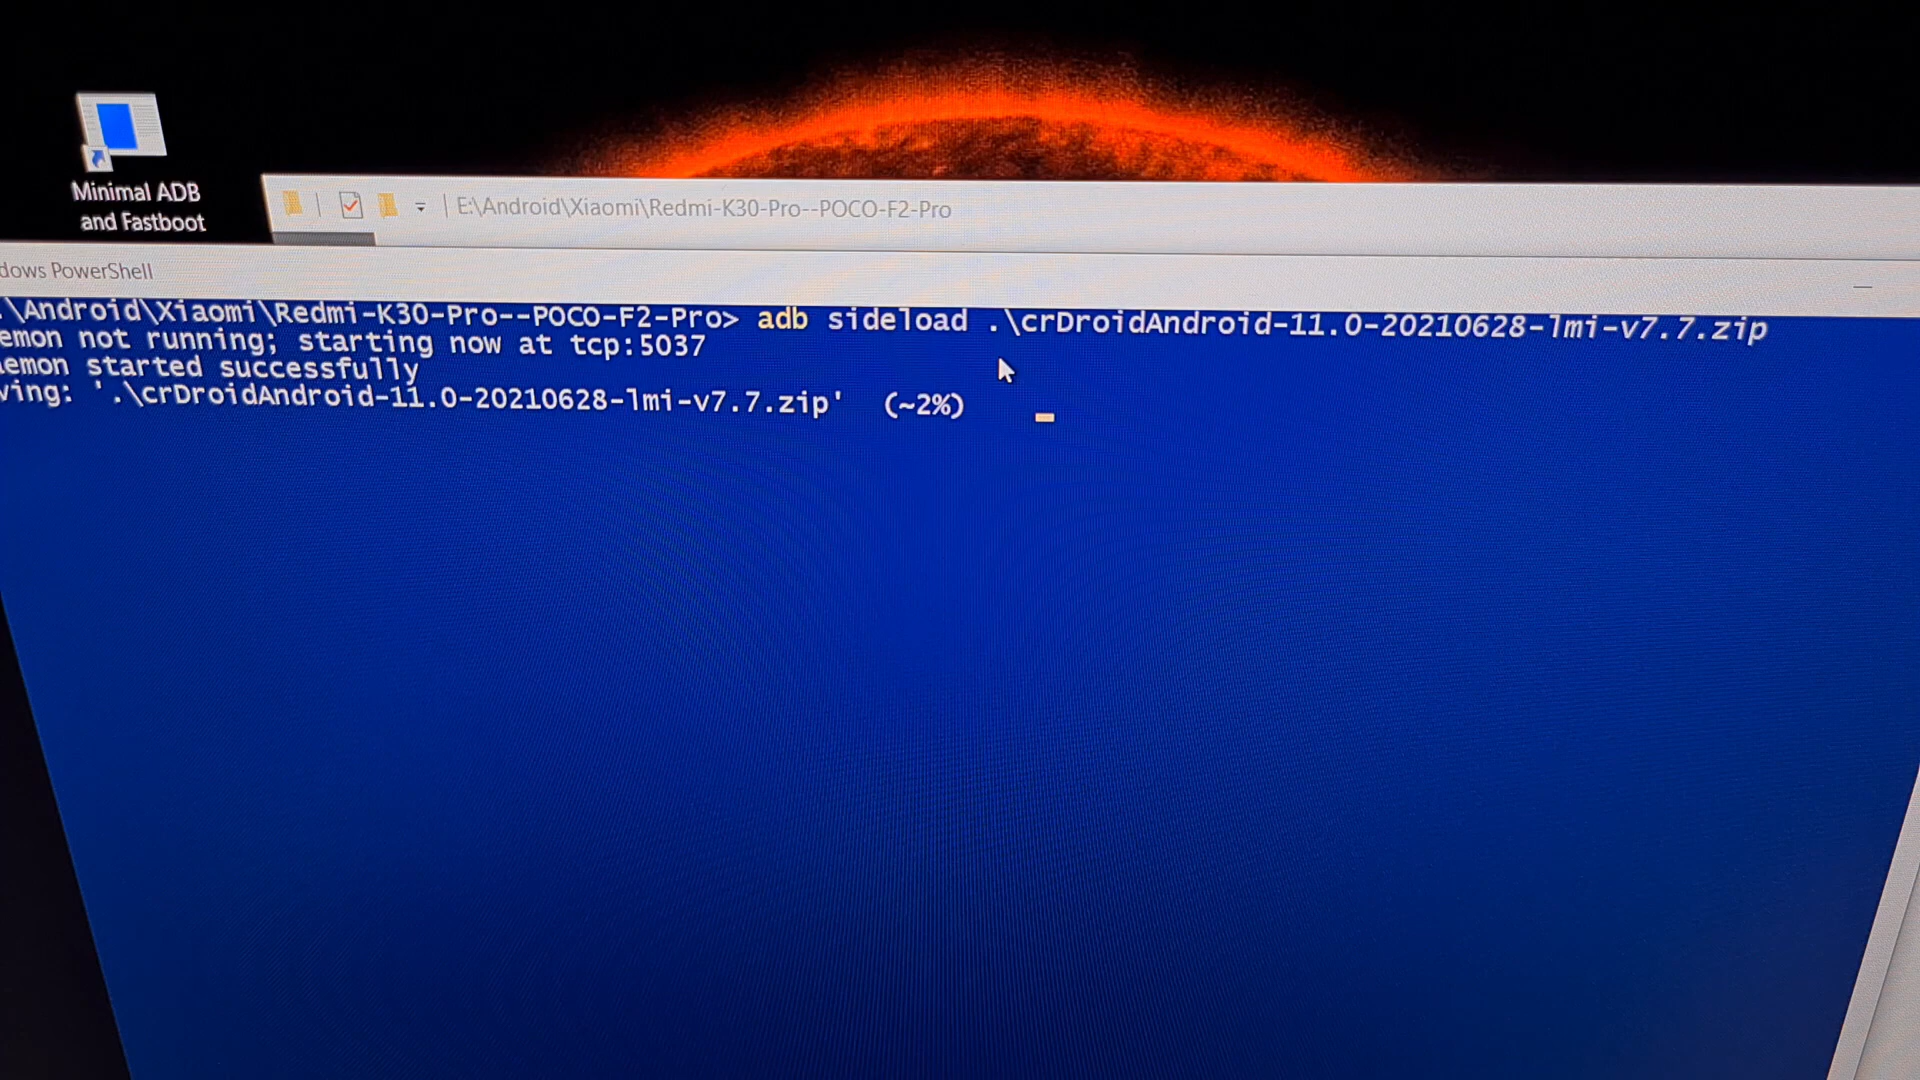 Minimal ADB
and Fastboot
E:\Android\Xiaomi\Redmi-K30-Pro--POCO-F2-Pro
dows PowerShell
:\Android\Xiaomi\Redmi-K30-Pro--POCO-F2-Pro> adb sideload .\crDroidAndroid-11.0-20210628-lmi-v7.7.zip
emon not running; starting now at tcp:5037
aemon started successfully
ving: '.\crDroidAndroid-11.0-20210628-lmi-v7.7.zip' (~2%)